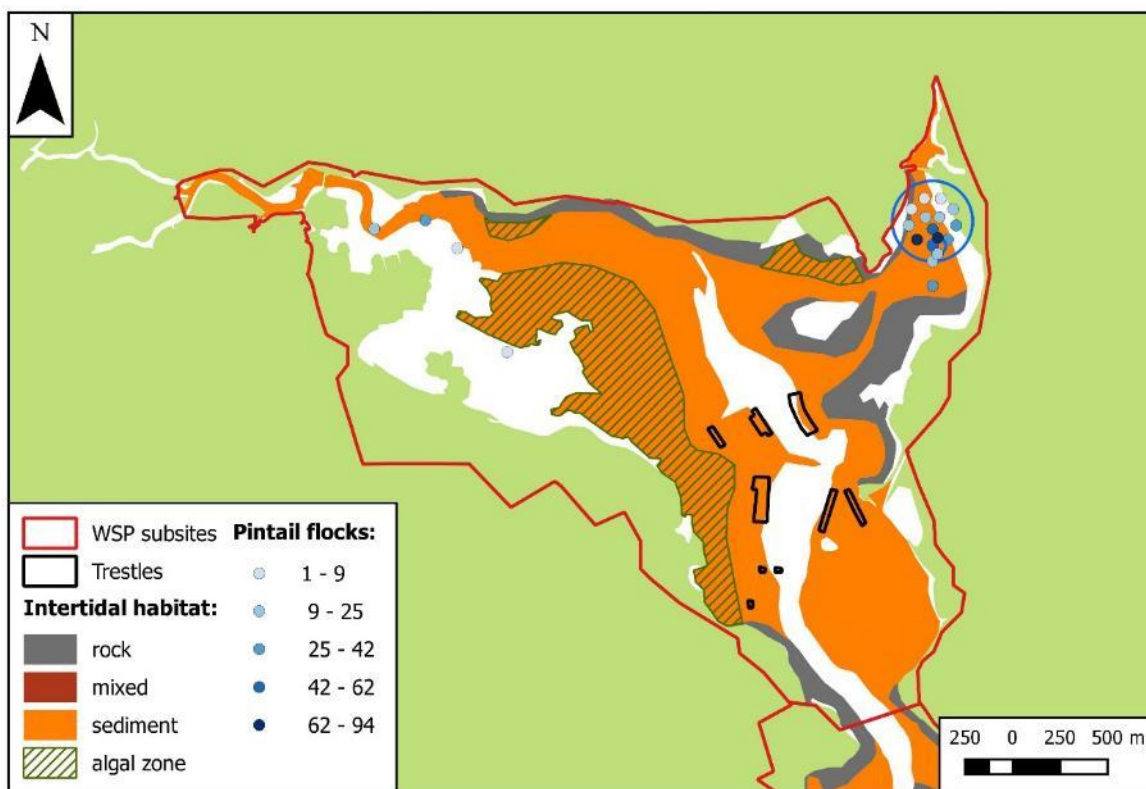 N
WSP subsites
Trestles
Intertidal habitat:
rock
mixed
sediment
algal zone
Pintail flocks:
1 - 9
9 - 25
25 - 42
42 - 62
62 - 94
250 0 250 500 m